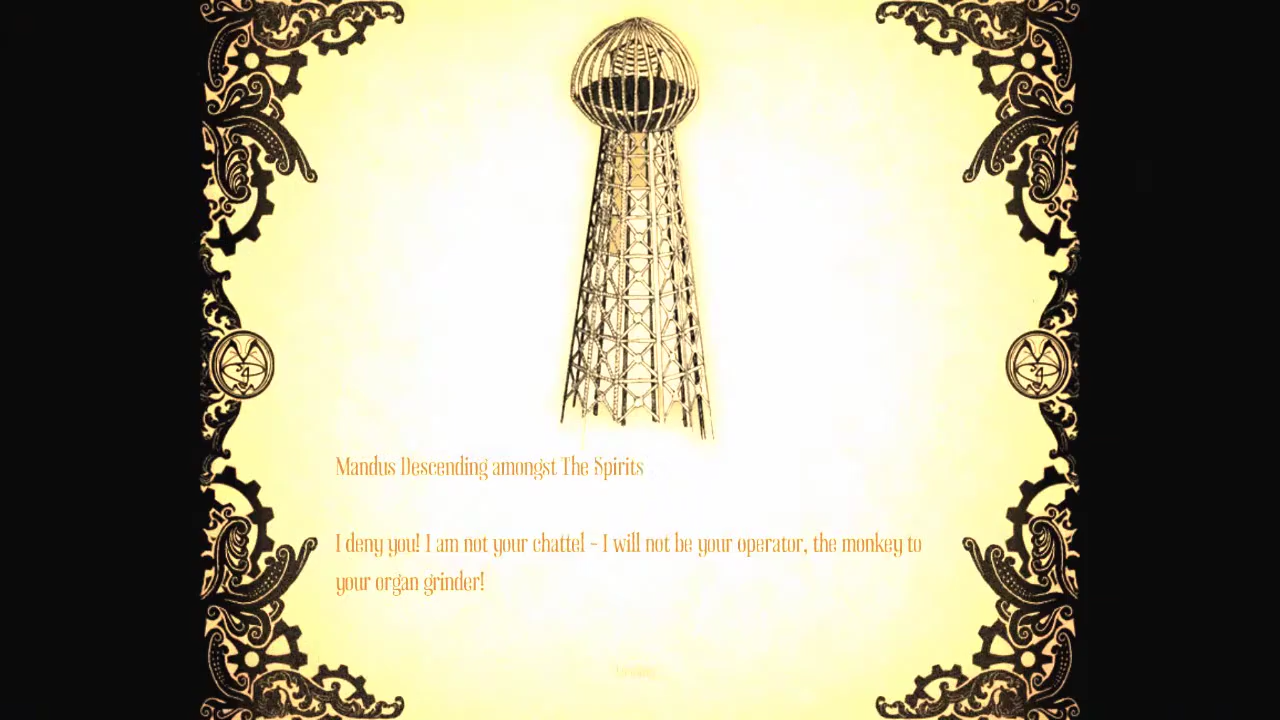 Mandus Descending amongst The Spirits
I deny you! I am not your chattel - I will not be your operator, the monkey to
your organ grinder!